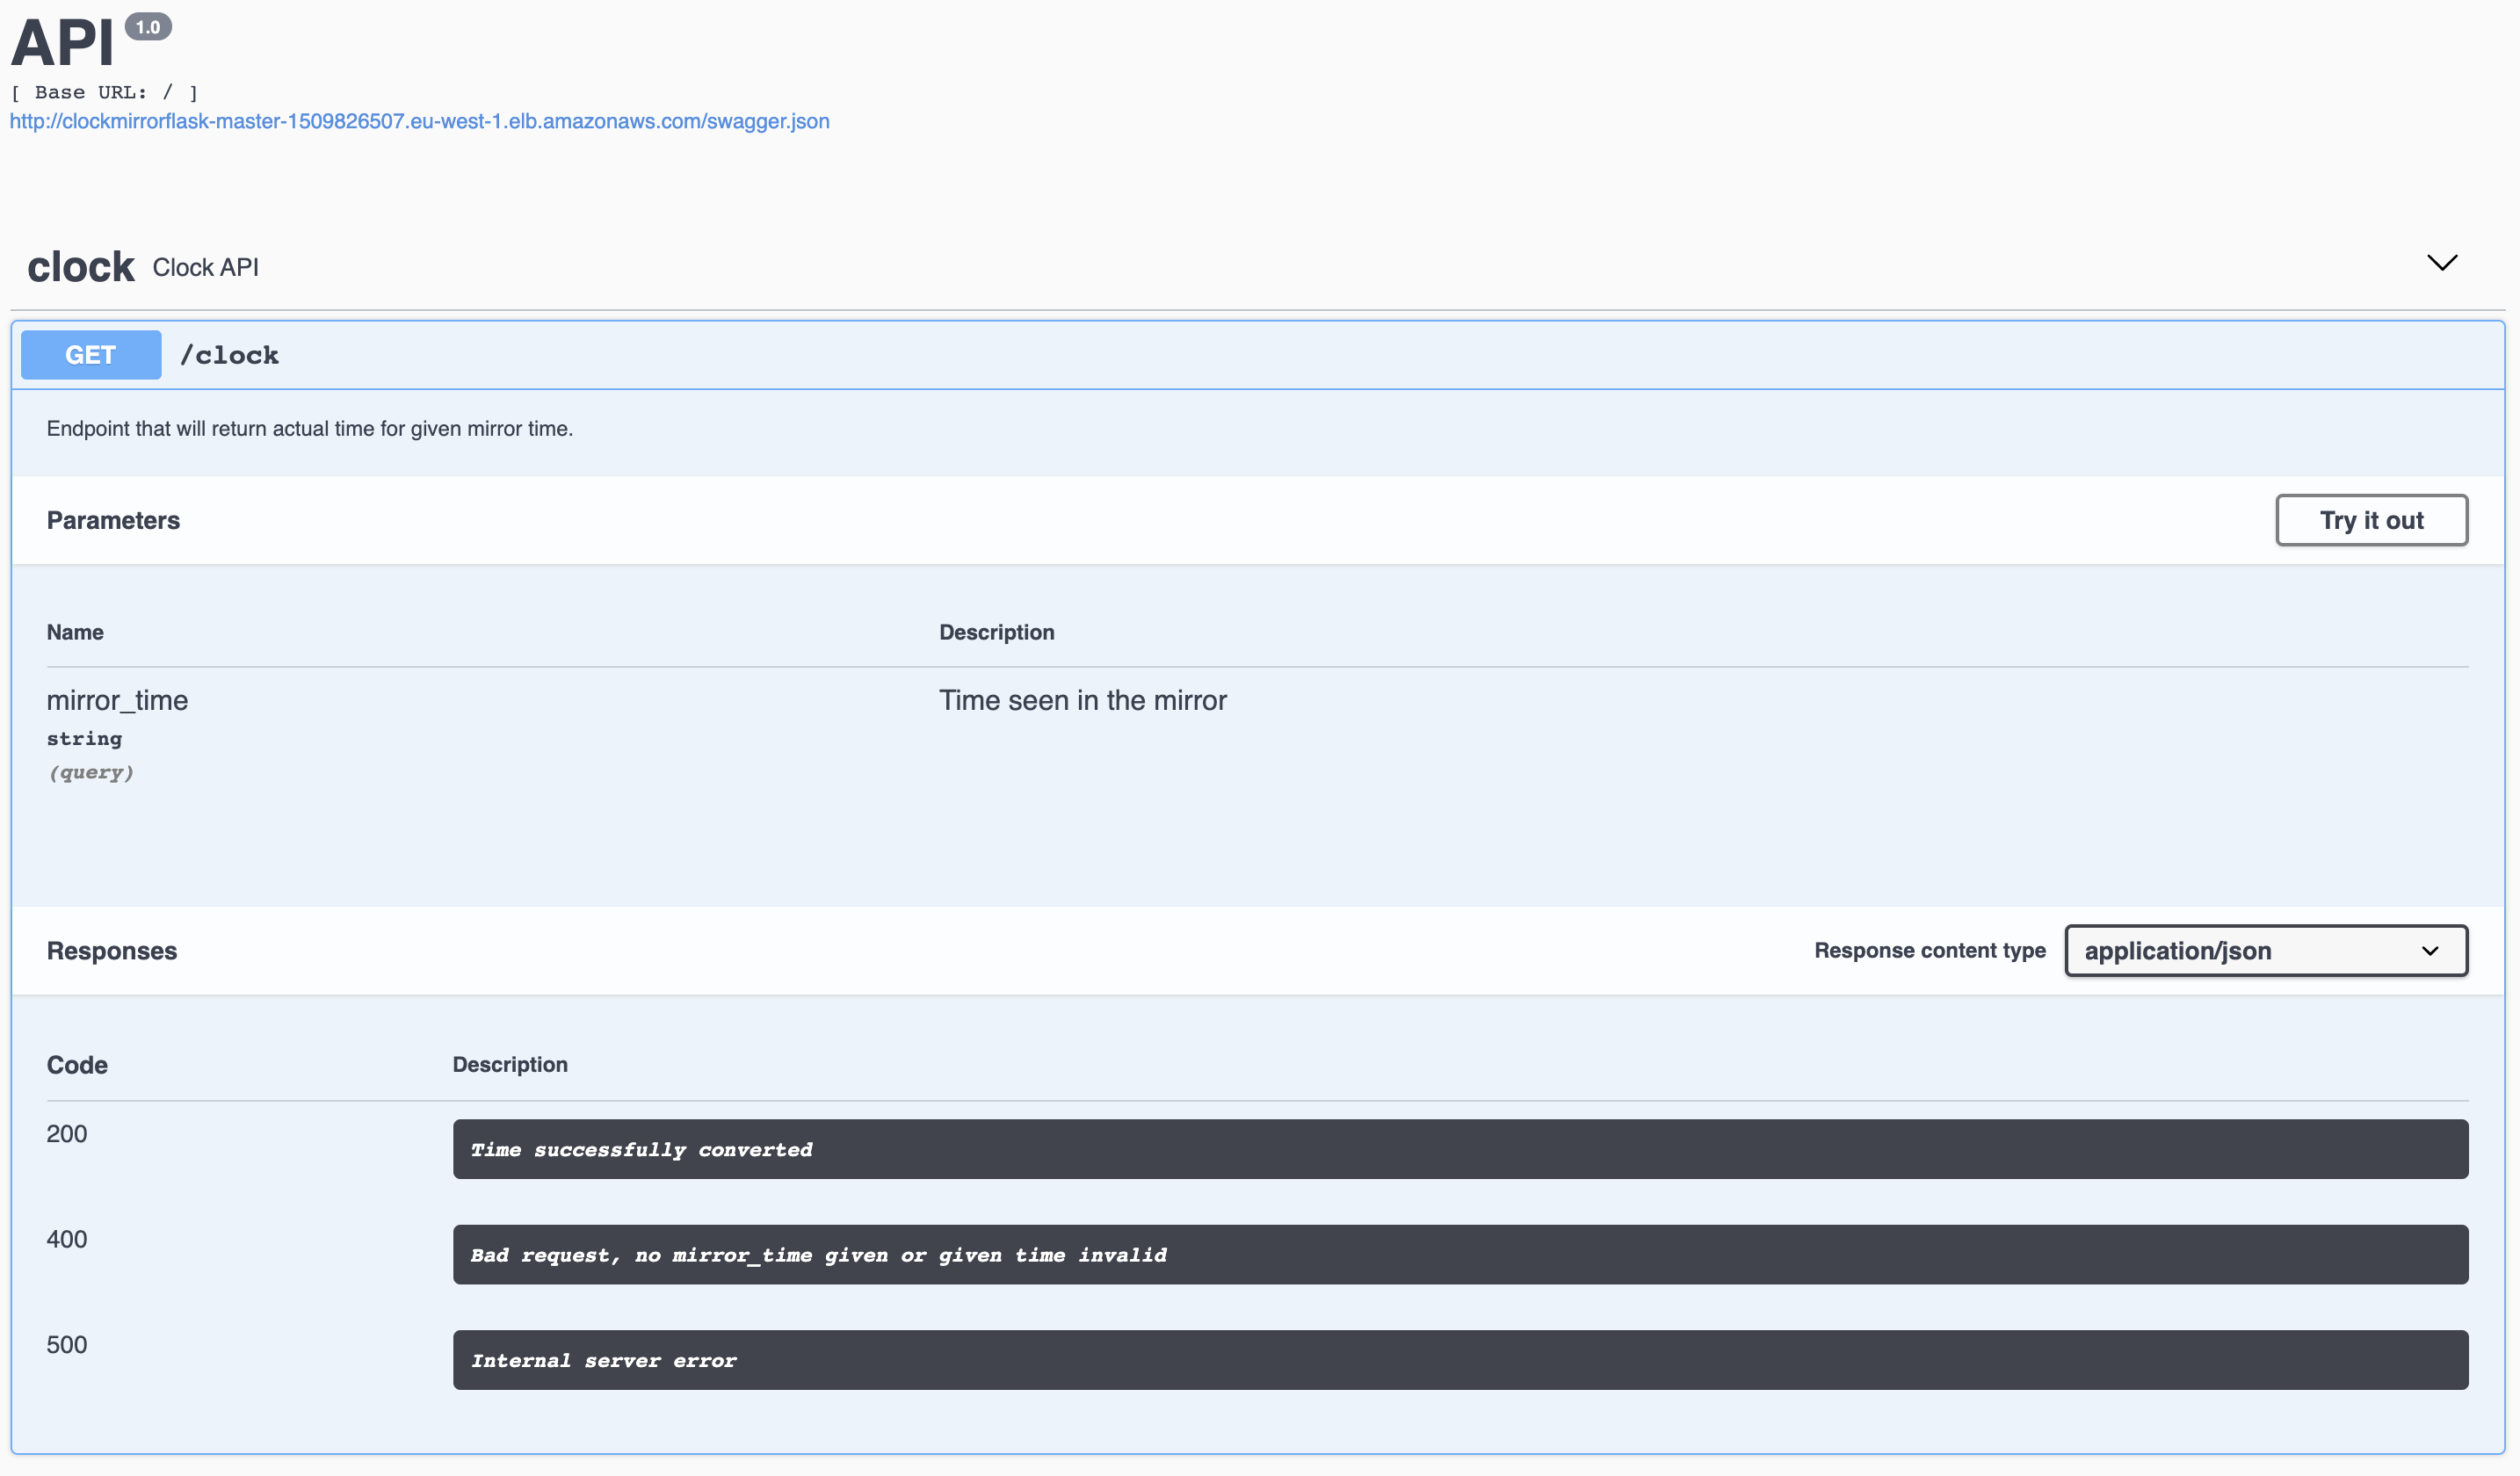 API 1.0
[ Base URL: / ]
http://clockmirrorflask-master-1509826507.eu-west-1.elb.amazonaws.com/swagger.json
clock Clock API
GET /clock
Endpoint that will return actual time for given mirror time.
Parameters Try it out
Name Description
mirror_time Time seen in the mirror
string
(query)
Responses Response content type application/json
Code Description
200 Time successfully converted
400 Bad request, no mirror_time given or given time invalid
500 Internal server error